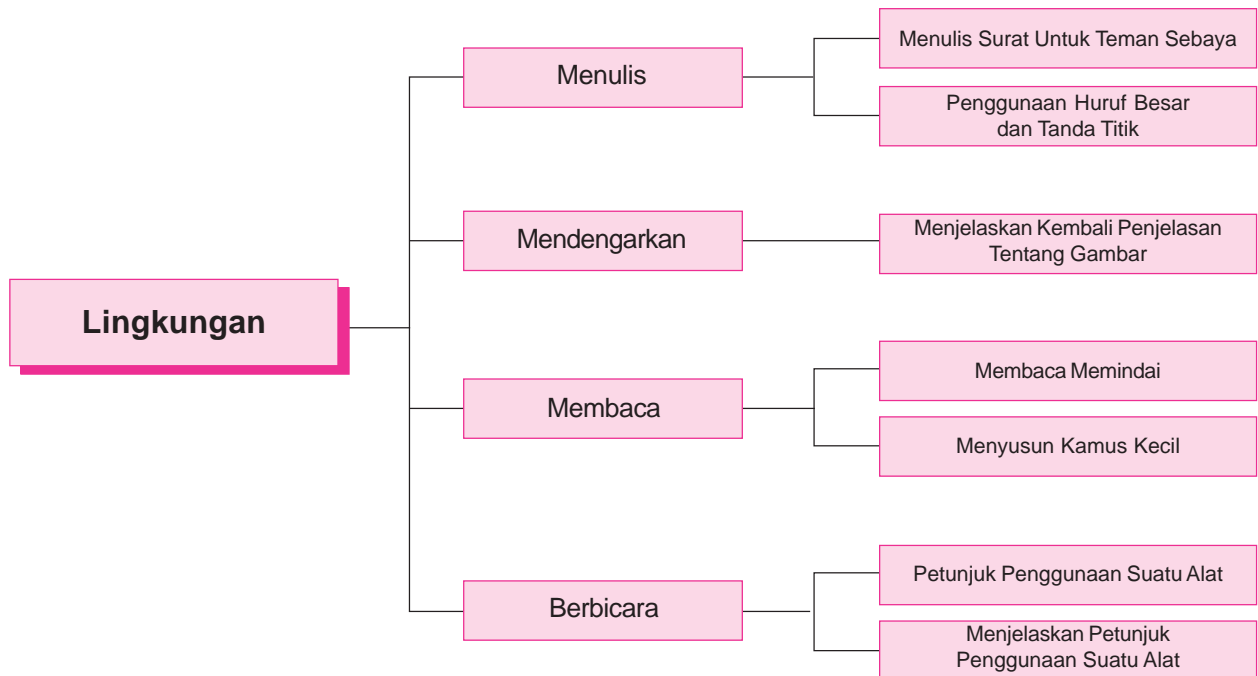 Lingkungan
Menulis
Menulis Surat Untuk Teman Sebaya
Penggunaan Huruf Besar
dan Tanda Titik
Mendengarkan
Menjelaskan Kembali Penjelasan
Tentang Gambar
Membaca
Membaca Memindai
Menyusun Kamus Kecil
Berbicara
Petunjuk Penggunaan Suatu Alat
Menjelaskan Petunjuk
Penggunaan Suatu Alat